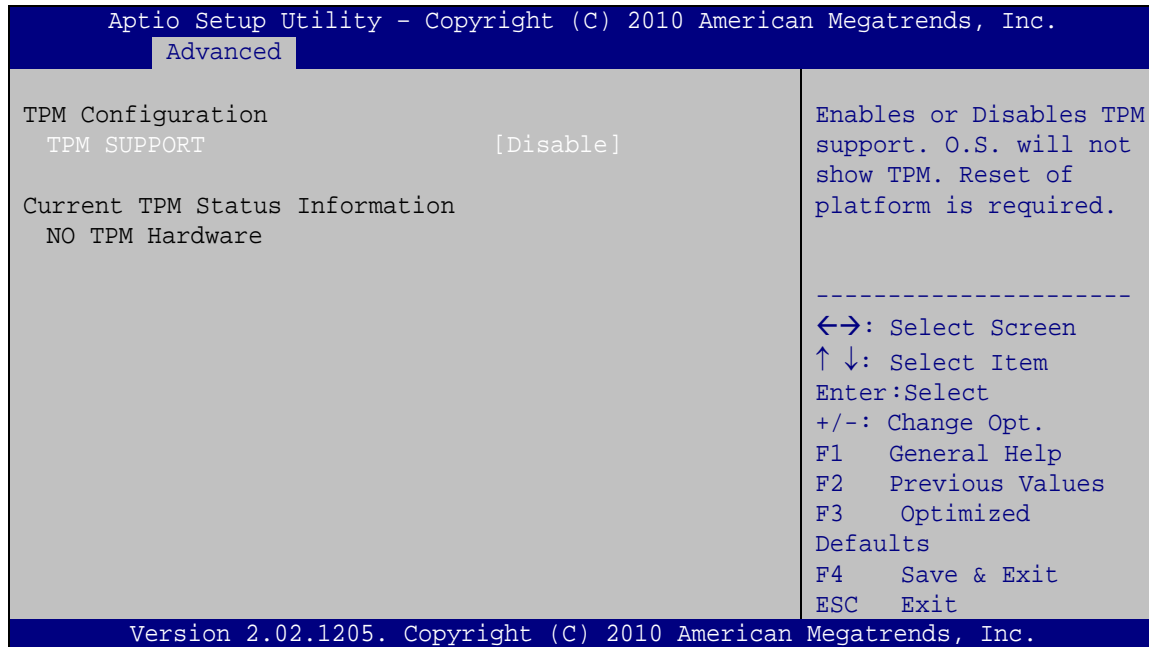 Aptio Setup Utility – Copyright (C) 2010 American Megatrends, Inc.
Advanced
TPM Configuration
TPM SUPPORT [Disable]
Current TPM Status Information
NO TPM Hardware
Enables or Disables TPM
support. O.S. will not
show TPM. Reset of
platform is required.
----------------------
←→: Select Screen
↑ ↓: Select Item
Enter:Select
+/-: Change Opt.
F1 General Help
F2 Previous Values
F3 Optimized
Defaults
F4 Save & Exit
ESC Exit
Version 2.02.1205. Copyright (C) 2010 American Megatrends, Inc.